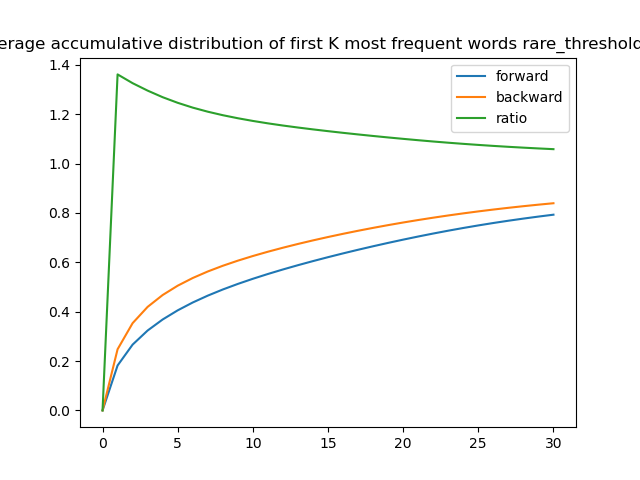 erage accumulative distribution of first K most frequent words rare_threshold
forward
backward
ratio
1.4
1.2
1.0
0.8
0.6
0.4
0.2
0.0
0 5 10 15 20 25 30